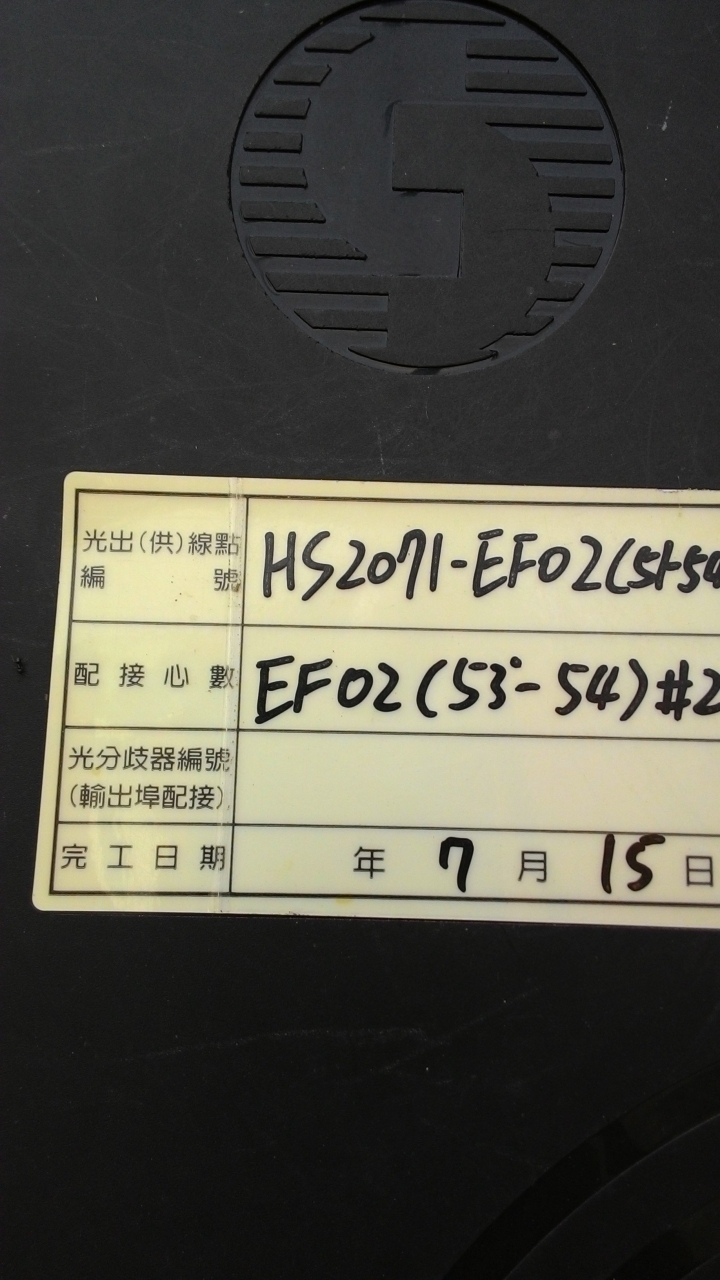 光出(供)線點
編 號
HS2071-EF02(51-54
配接心數
EF02(53-54)#2
光分歧器編號
(輸出埠配接)
完工日期
年 7 月 15 日